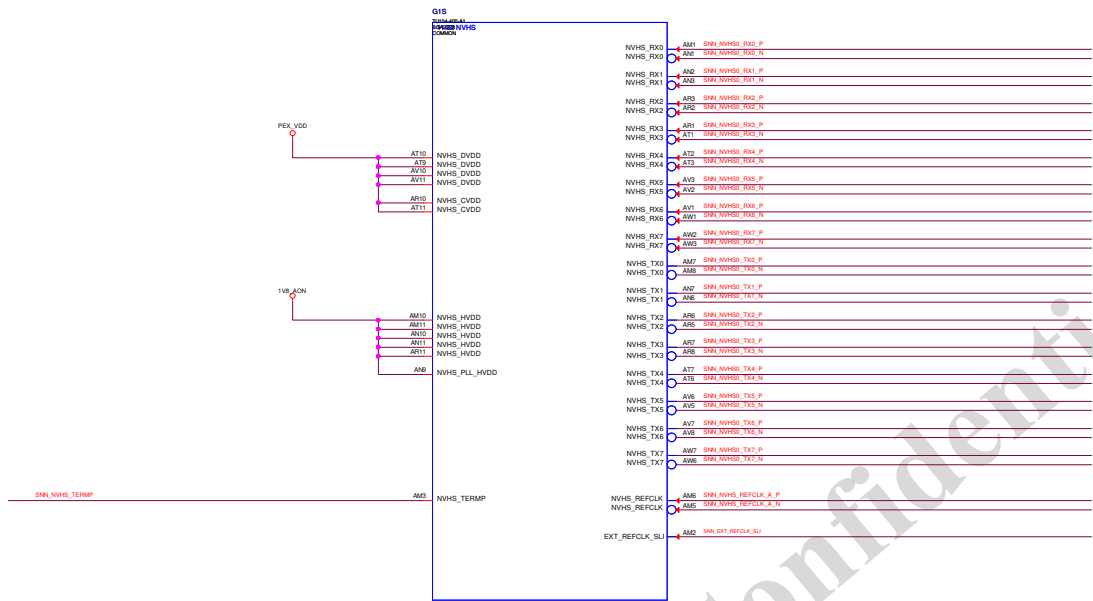 G1S
COMMON
NVHS
NVHS_RX0 AM1 SNN_NVHS0_RX0_P
NVHS_RX0 AN1 SNN_NVHS0_RX0_N
NVHS_RX1 AN2 SNN_NVHS0_RX1_P
NVHS_RX1 AN3 SNN_NVHS0_RX1_N
NVHS_RX2 AR3 SNN_NVHS0_RX2_P
NVHS_RX2 AR2 SNN_NVHS0_RX2_N
NVHS_RX3 AR1 SNN_NVHS0_RX3_P
NVHS_RX3 AT1 SNN_NVHS0_RX3_N
PEX_VDD
AT10 NVHS_DVDD
AT9 NVHS_DVDD
AV10 NVHS_DVDD
AV11 NVHS_DVDD
AR10 NVHS_CVDD
AT11 NVHS_CVDD
NVHS_RX4 AT2 SNN_NVHS0_RX4_P
NVHS_RX4 AT3 SNN_NVHS0_RX4_N
NVHS_RX5 AV3 SNN_NVHS0_RX5_P
NVHS_RX5 AV2 SNN_NVHS0_RX5_N
NVHS_RX6 AV1 SNN_NVHS0_RX6_P
NVHS_RX6 AW1 SNN_NVHS0_RX6_N
NVHS_RX7 AW2 SNN_NVHS0_RX7_P
NVHS_RX7 AW3 SNN_NVHS0_RX7_N
NVHS_TX0 AM7 SNN_NVHS0_TX0_P
NVHS_TX0 AM8 SNN_NVHS0_TX0_N
NVHS_TX1 AN7 SNN_NVHS0_TX1_P
NVHS_TX1 AN6 SNN_NVHS0_TX1_N
1V8_AON
AM10 NVHS_HVDD
AM11 NVHS_HVDD
AN10 NVHS_HVDD
AN11 NVHS_HVDD
AR11 NVHS_HVDD
AN9 NVHS_PLL_HVDD
NVHS_TX2 AR6 SNN_NVHS0_TX2_P
NVHS_TX2 AR5 SNN_NVHS0_TX2_N
NVHS_TX3 AR7 SNN_NVHS0_TX3_P
NVHS_TX3 AR8 SNN_NVHS0_TX3_N
NVHS_TX4 AT7 SNN_NVHS0_TX4_P
NVHS_TX4 AT6 SNN_NVHS0_TX4_N
NVHS_TX5 AV6 SNN_NVHS0_TX5_P
NVHS_TX5 AV5 SNN_NVHS0_TX5_N
NVHS_TX6 AV7 SNN_NVHS0_TX6_P
NVHS_TX6 AV8 SNN_NVHS0_TX6_N
NVHS_TX7 AW7 SNN_NVHS0_TX7_P
NVHS_TX7 AW6 SNN_NVHS0_TX7_N
SNN_NVHS_TERMP AM3 NVHS_TERMP
NVHS_REFCLK AM6 SNN_NVHS_REFCLK_A_P
NVHS_REFCLK AM5 SNN_NVHS_REFCLK_A_N
EXT_REFCLK_SLI AM2 SNN_EXT_REFCLK_SLI
Confidenti